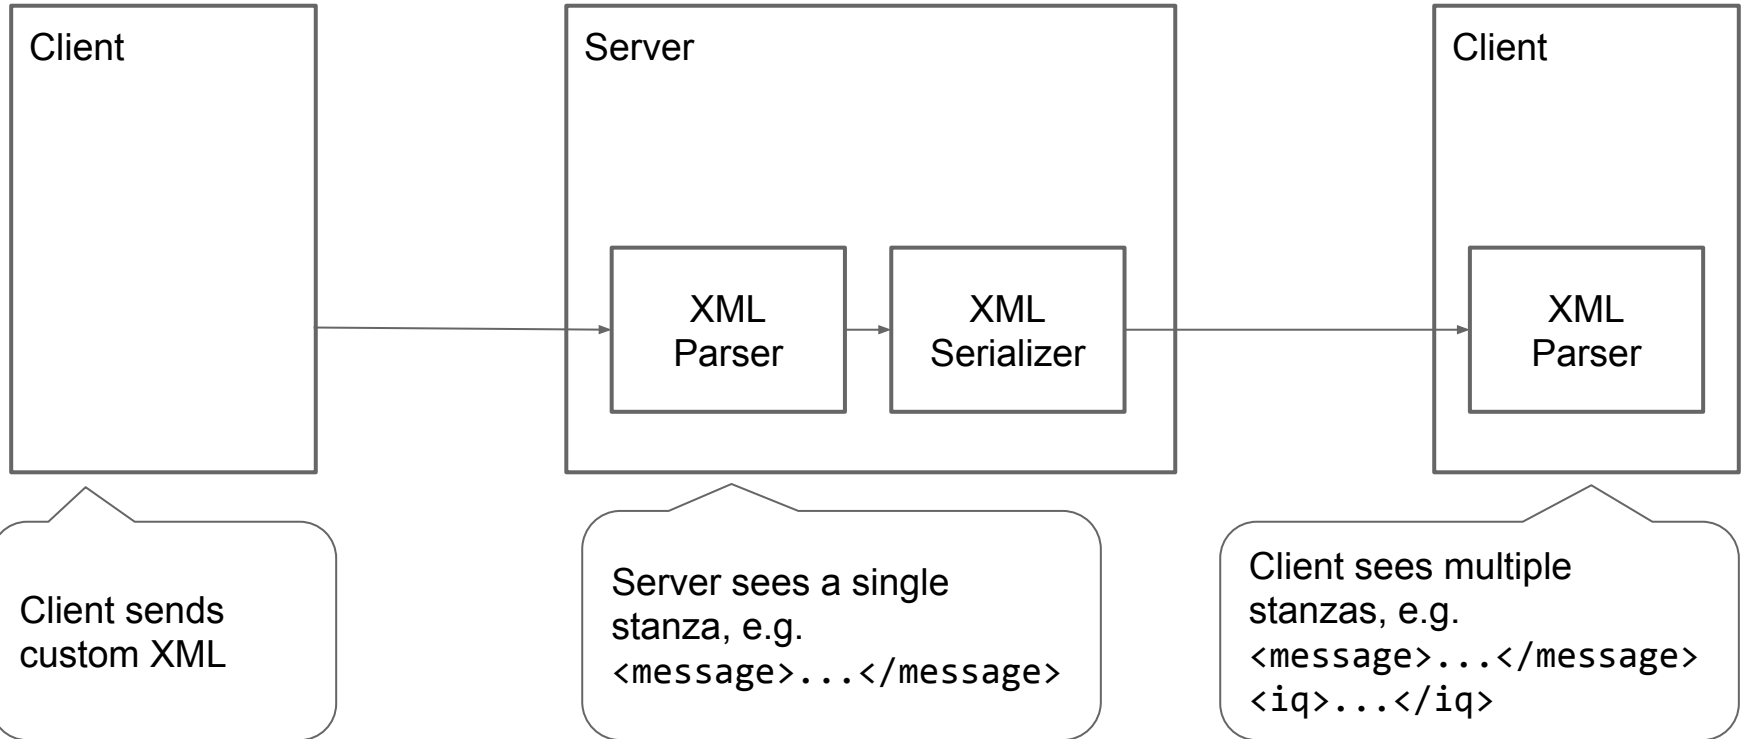 Client
Server
Client
XML
Parser
XML
Serializer
XML
Parser
Client sends
custom XML
Server sees a single
stanza, e.g.
<message>...</message>
Client sees multiple
stanzas, e.g.
<message>...</message>
<iq>...</iq>